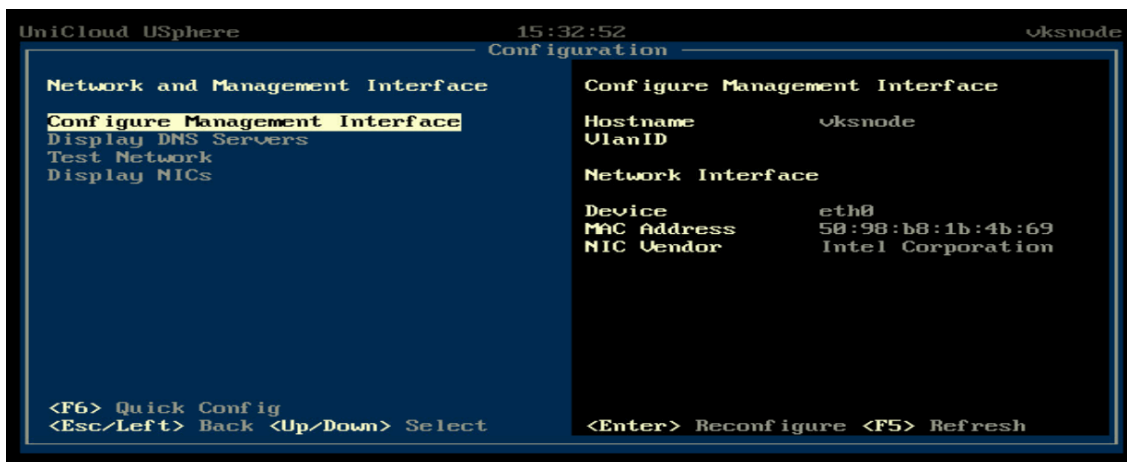 UniCloud USphere 15:32:52 vksnode
Configuration
Network and Management Interface
Configure Management Interface
Display DNS Servers
Test Network
Display NICs
<F6> Quick Config
<Esc/Left> Back <Up/Down> Select
Configure Management Interface
Hostname vksnode
VlanID
Network Interface
Device eth0
MAC Address 50:98:b8:1b:4b:69
NIC Vendor Intel Corporation
<Enter> Reconfigure <F5> Refresh